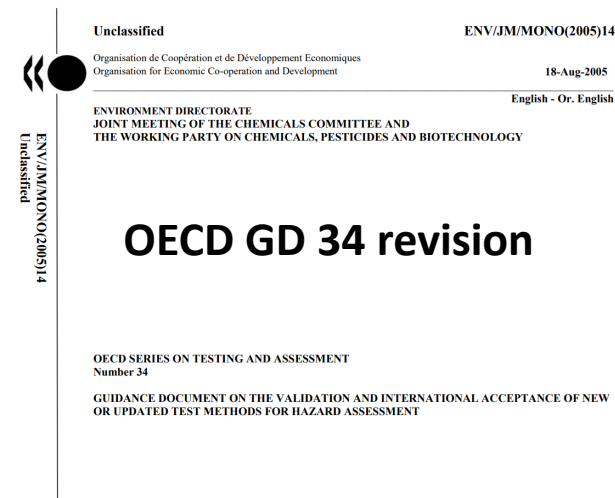 Unclassified ENV/JM/MONO(2005)14
Organisation de Coopération et de Développement Economiques
Organisation for Economic Co-operation and Development 18-Aug-2005
English - Or. English
ENVIRONMENT DIRECTORATE
JOINT MEETING OF THE CHEMICALS COMMITTEE AND
THE WORKING PARTY ON CHEMICALS, PESTICIDES AND BIOTECHNOLOGY
ENV/JM/MONO(2005)14
Unclassified
OECD GD 34 revision
OECD SERIES ON TESTING AND ASSESSMENT
Number 34
GUIDANCE DOCUMENT ON THE VALIDATION AND INTERNATIONAL ACCEPTANCE OF NEW
OR UPDATED TEST METHODS FOR HAZARD ASSESSMENT